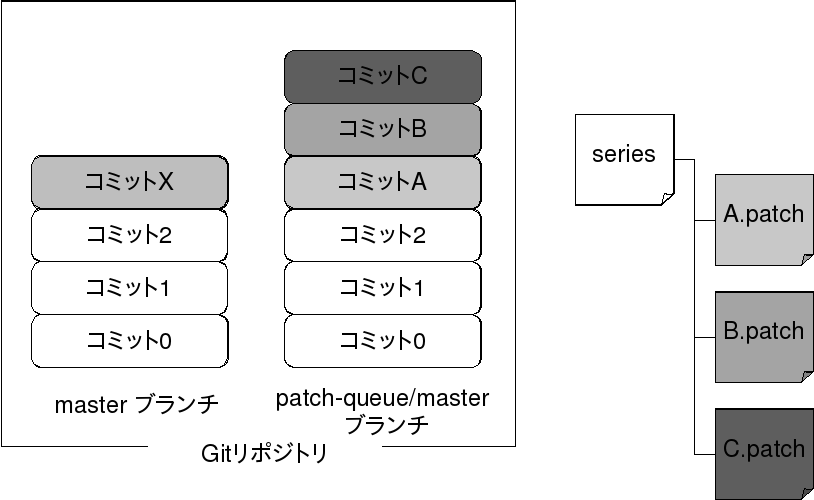 コミットX
コミット2
コミット1
コミット0
master ブランチ
コミットC
コミットB
コミットA
コミット2
コミット1
コミット0
patch-queue/master
ブランチ
Gitリポジトリ
series
A.patch
B.patch
C.patch